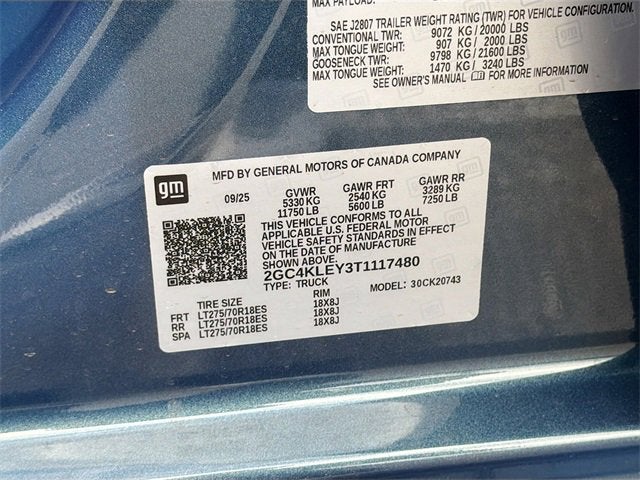 MAX PAYLOAD:
SAE J2807 TRAILER WEIGHT RATING (TWR) FOR VEHICLE CONFIGURATION.
CONVENTIONAL TWR: 9072 KG/20000 LBS
MAX TONGUE WEIGHT: 907 KG/ 2000 LBS
GOOSENECK TWR: 9798 KG/21600 LBS
MAX TONGUE WEIGHT: 1470 KG/ 3240 LBS
SEE OWNER'S MANUAL gm FOR MORE INFORMATION
gm
MFD BY GENERAL MOTORS OF CANADA COMPANY
09/25 GVWR GAWR FRT GAWR RR
5330 KG 2540 KG 3289 KG
11750 LB 5600 LB 7250 LB
THIS VEHICLE CONFORMS TO ALL
APPLICABLE U.S. FEDERAL MOTOR
VEHICLE SAFETY STANDARDS IN EFFECT
ON THE DATE OF MANUFACTURE
SHOWN ABOVE.
2GC4KLEY3T1117480
TYPE: TRUCK MODEL: 30CK20743
TIRE SIZE RIM
FRT LT275/70R18ES 18X8J
RR LT275/70R18ES 18X8J
SPA LT275/70R18ES 18X8J